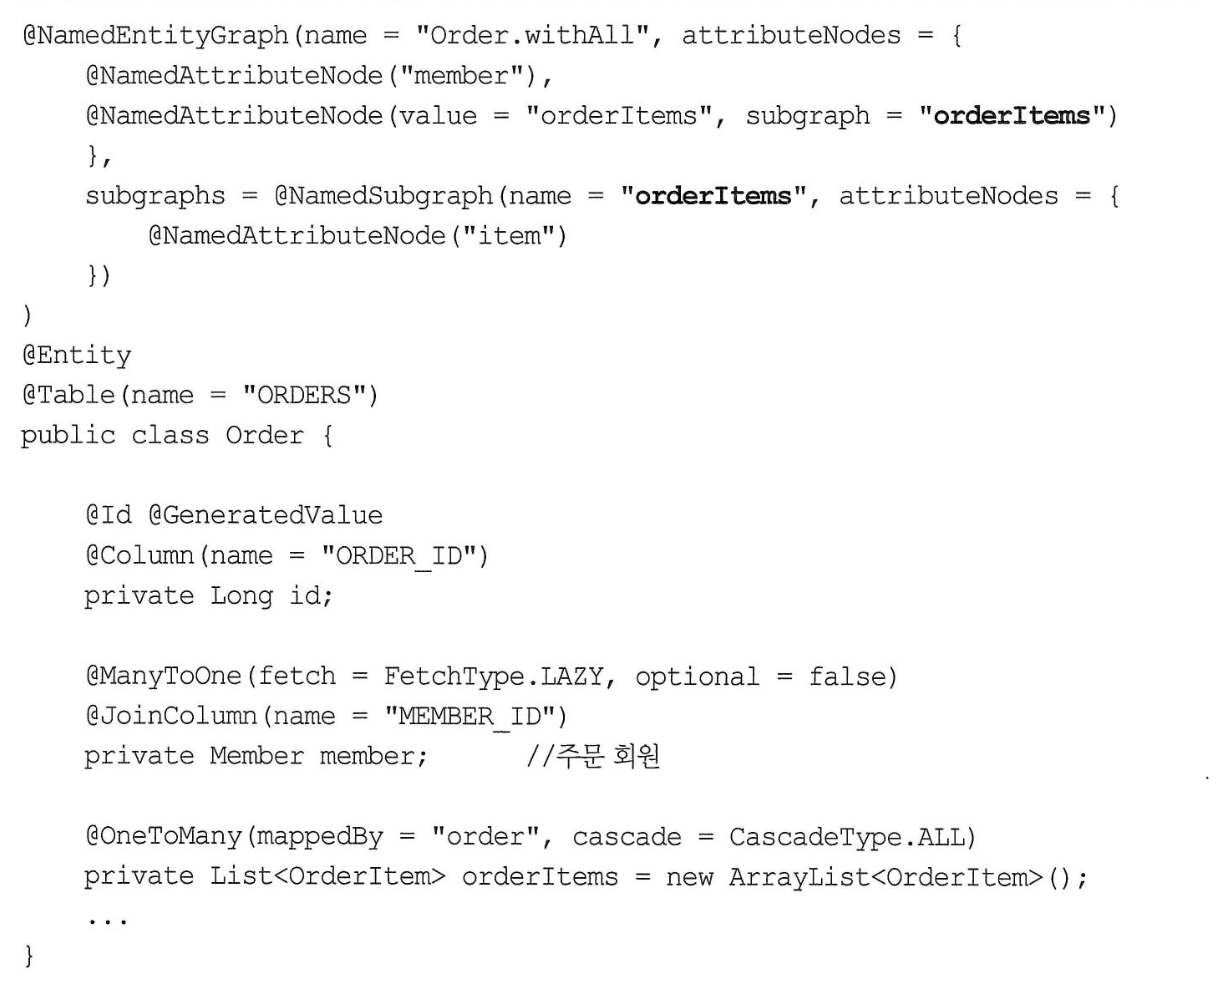 @NamedEntityGraph(name = "Order.withAll", attributeNodes = {
    @NamedAttributeNode("member"),
    @NamedAttributeNode(value = "orderItems", subgraph = "orderItems")
    },
    subgraphs = @NamedSubgraph(name = "orderItems", attributeNodes = {
        @NamedAttributeNode("item")
    })
)
@Entity
@Table(name = "ORDERS")
public class Order {

    @Id @GeneratedValue
    @Column(name = "ORDER_ID")
    private Long id;

    @ManyToOne(fetch = FetchType.LAZY, optional = false)
    @JoinColumn(name = "MEMBER_ID")
    private Member member;      //주문 회원

    @OneToMany(mappedBy = "order", cascade = CascadeType.ALL)
    private List<OrderItem> orderItems = new ArrayList<OrderItem>();
    ...
}